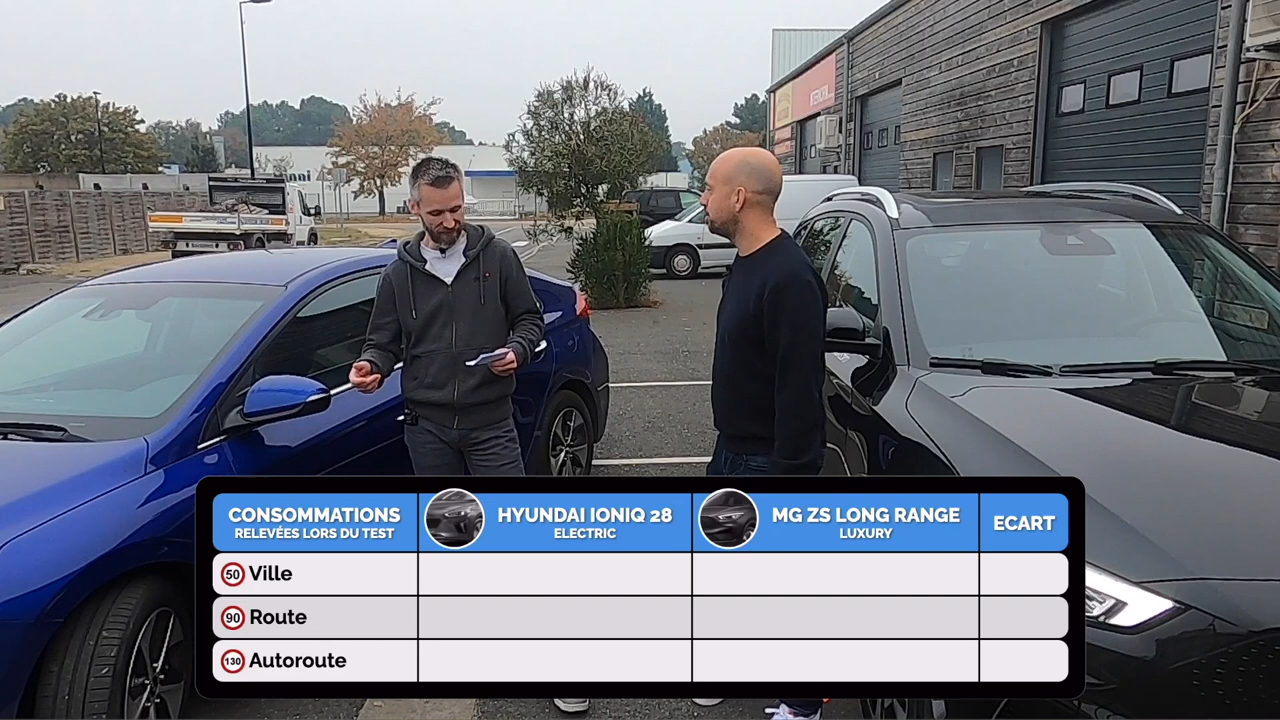 CONSOMMATIONS
RELEVÉES LORS DU TEST
HYUNDAI IONIQ 28
ELECTRIC
MG ZS LONG RANGE
LUXURY
ECART
50 Ville
90 Route
130 Autoroute